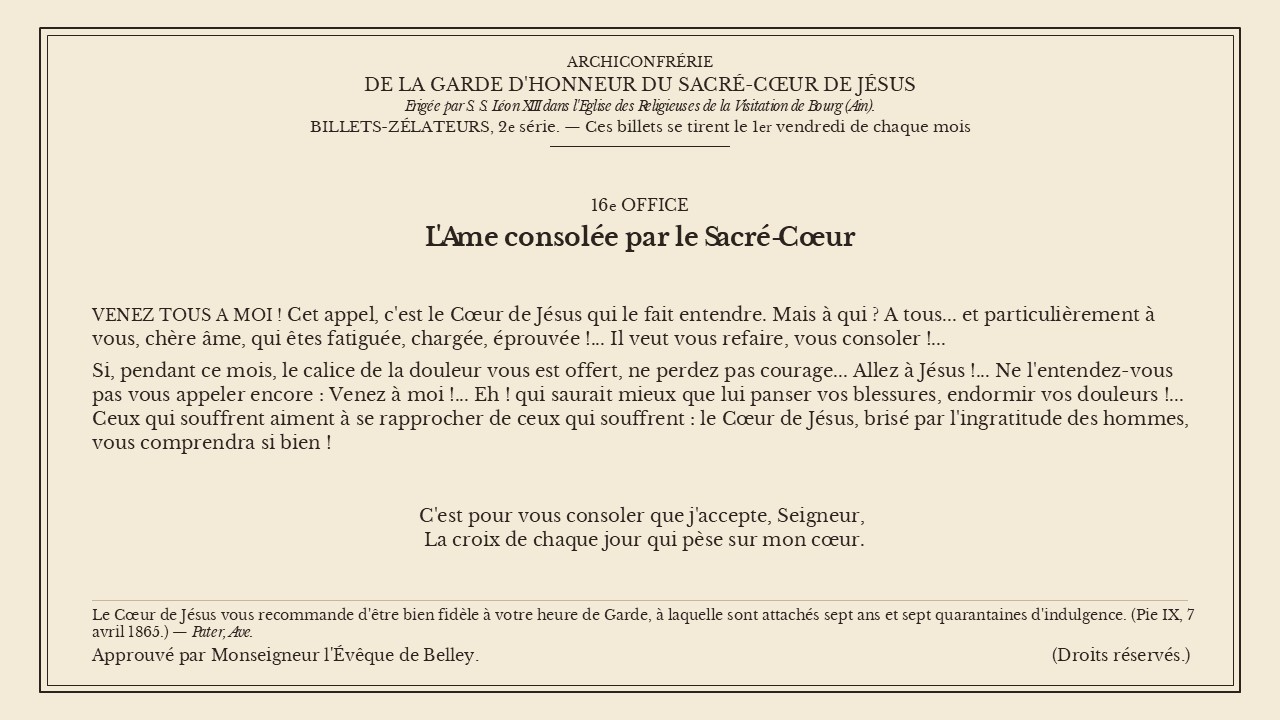 ARCHICONFRÉRIE
DE LA GARDE D'HONNEUR DU SACRÉ-CŒUR DE JÉSUS
Erigée par S. S. Léon XIII dans l'Eglise des Religieuses de la Visitation de Bourg (Ain).
BILLETS-ZÉLATEURS, 2e série. — Ces billets se tirent le 1er vendredi de chaque mois
16e OFFICE
L'Ame consolée par le Sacré-Cœur
VENEZ TOUS A MOI ! Cet appel, c'est le Cœur de Jésus qui le fait entendre. Mais à qui ? A tous... et particulièrement à
vous, chère âme, qui êtes fatiguée, chargée, éprouvée !... Il veut vous refaire, vous consoler !...
Si, pendant ce mois, le calice de la douleur vous est offert, ne perdez pas courage... Allez à Jésus !... Ne l'entendez-vous
pas vous appeler encore : Venez à moi !... Eh ! qui saurait mieux que lui panser vos blessures, endormir vos douleurs !...
Ceux qui souffrent aiment à se rapprocher de ceux qui souffrent : le Cœur de Jésus, brisé par l'ingratitude des hommes,
vous comprendra si bien !
C'est pour vous consoler que j'accepte, Seigneur,
La croix de chaque jour qui pèse sur mon cœur.
Le Cœur de Jésus vous recommande d'être bien fidèle à votre heure de Garde, à laquelle sont attachés sept ans et sept quarantaines d'indulgence. (Pie IX, 7
avril 1865.) — Pater, Ave.
Approuvé par Monseigneur l'Évêque de Belley. (Droits réservés.)